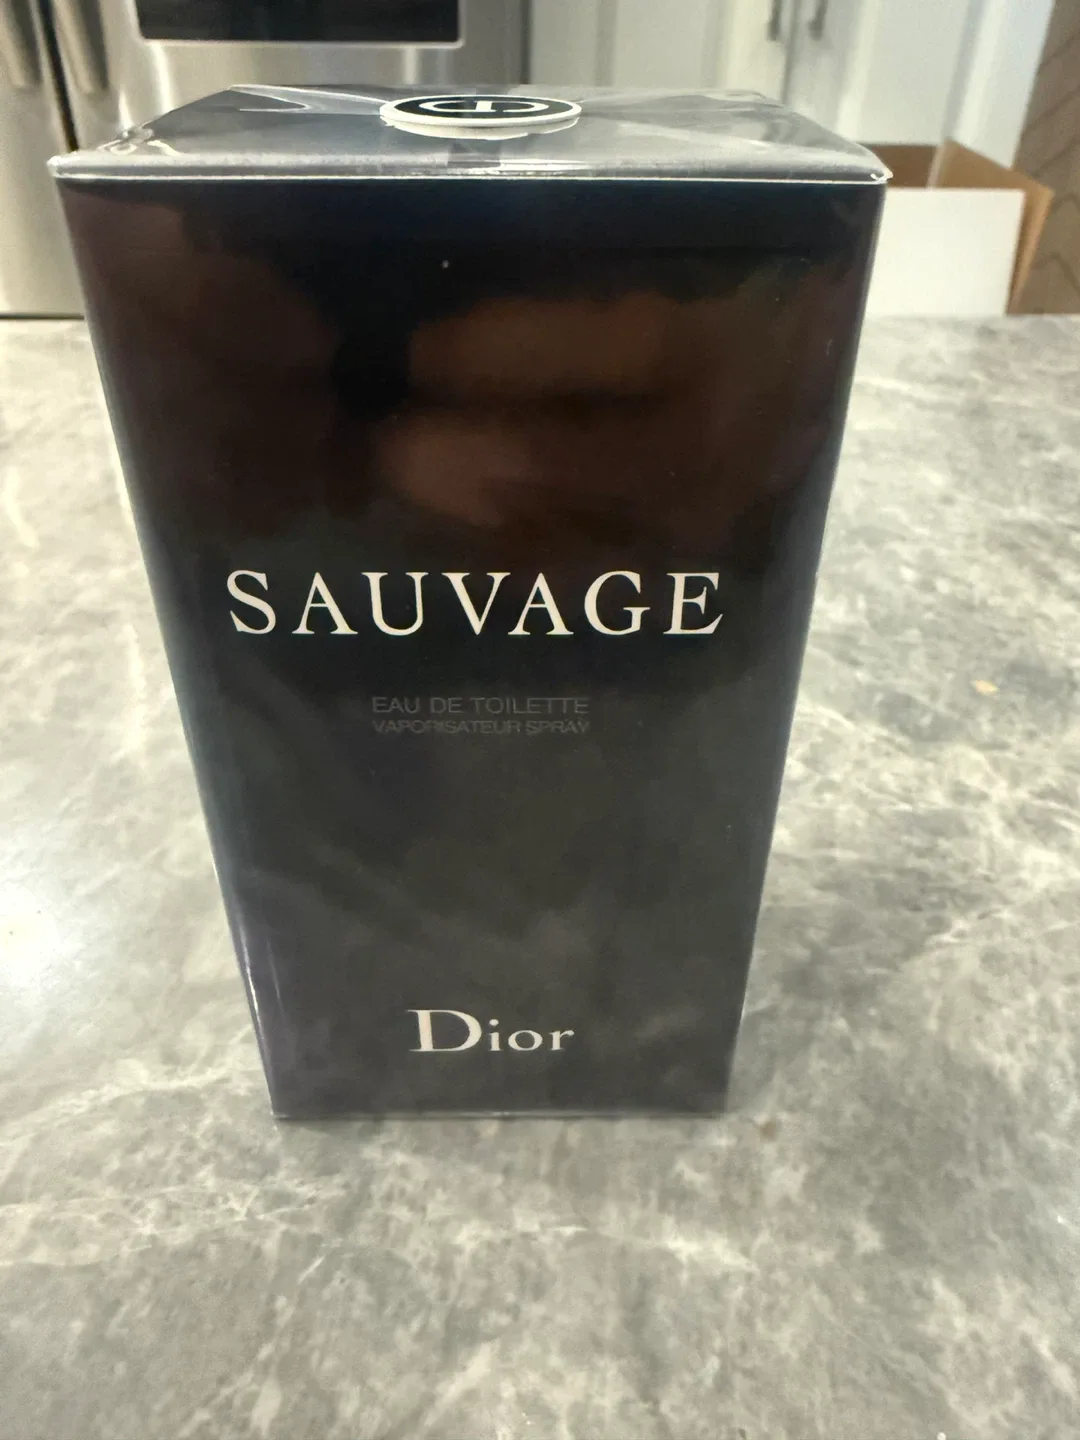 SAUVAGE
EAU DE TOILETTE
VAPORISATEUR SPRAY
Dior